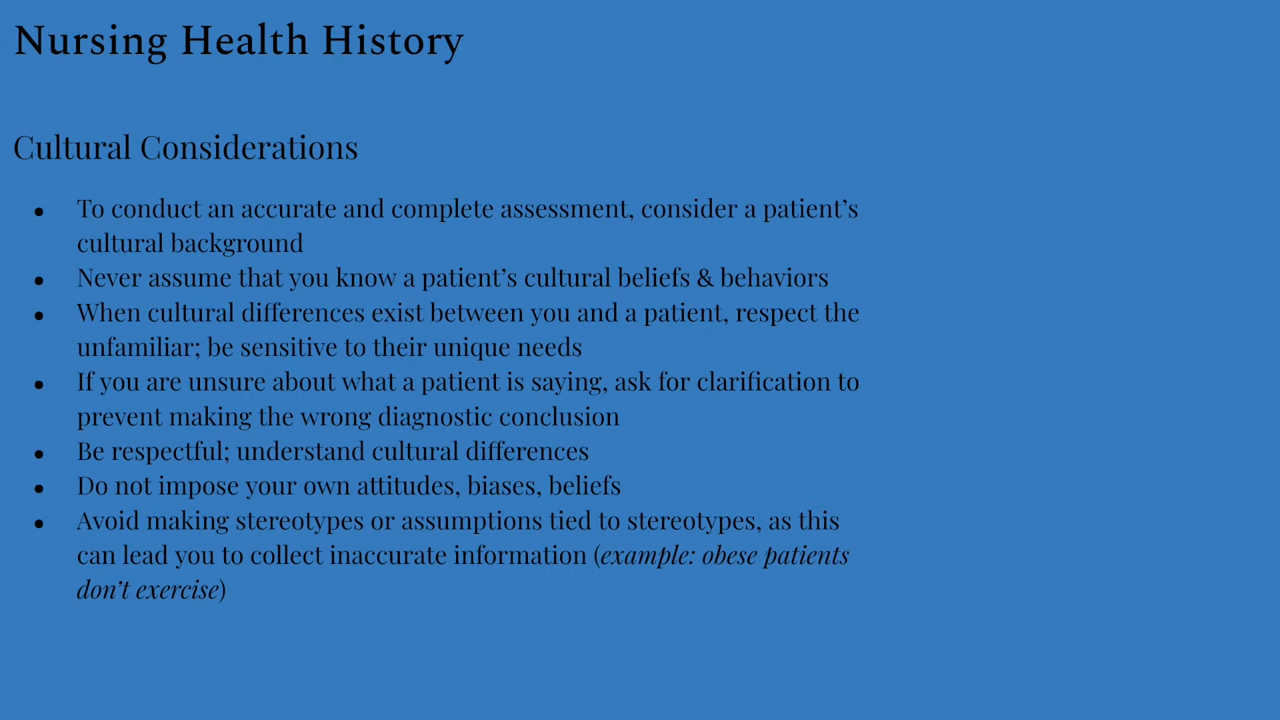 Nursing Health History
Cultural Considerations
● To conduct an accurate and complete assessment, consider a patient’s
cultural background
● Never assume that you know a patient’s cultural beliefs & behaviors
● When cultural differences exist between you and a patient, respect the
unfamiliar; be sensitive to their unique needs
● If you are unsure about what a patient is saying, ask for clarification to
prevent making the wrong diagnostic conclusion
● Be respectful; understand cultural differences
● Do not impose your own attitudes, biases, beliefs
● Avoid making stereotypes or assumptions tied to stereotypes, as this
can lead you to collect inaccurate information (example: obese patients
don’t exercise)